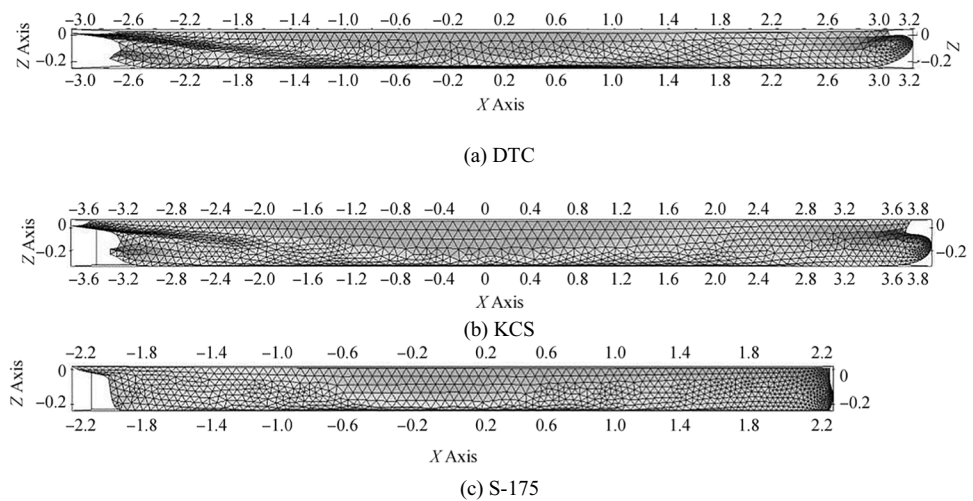 −3.0 −2.6 −2.2 −1.8 −1.4 −1.0 −0.6 −0.2 0.2 0.6 1.0 1.4 1.8 2.2 2.6 3.0 3.2
Z Axis 0 0 Z
−0.2 −0.2
−3.0 −2.6 −2.2 −1.8 −1.4 −1.0 −0.6 −0.2 0.2 0.6 1.0 1.4 1.8 2.2 2.6 3.0 3.2
X Axis
(a) DTC
−3.6 −3.2 −2.8 −2.4 −2.0 −1.6 −1.2 −0.8 −0.4 0 0.4 0.8 1.2 1.6 2.0 2.4 2.8 3.2 3.6 3.8
Z Axis 0 0 Z
−0.2 −0.2
−3.6 −3.2 −2.8 −2.4 −2.0 −1.6 −1.2 −0.8 −0.4 0 0.4 0.8 1.2 1.6 2.0 2.4 2.8 3.2 3.6 3.8
X Axis
(b) KCS
−2.2 −1.8 −1.4 −1.0 −0.6 −0.2 0.2 0.6 1.0 1.4 1.8 2.2
Z Axis 0 0
−0.2 −0.2
−2.2 −1.8 −1.4 −1.0 −0.6 −0.2 0.2 0.6 1.0 1.4 1.8 2.2
X Axis
(c) S-175